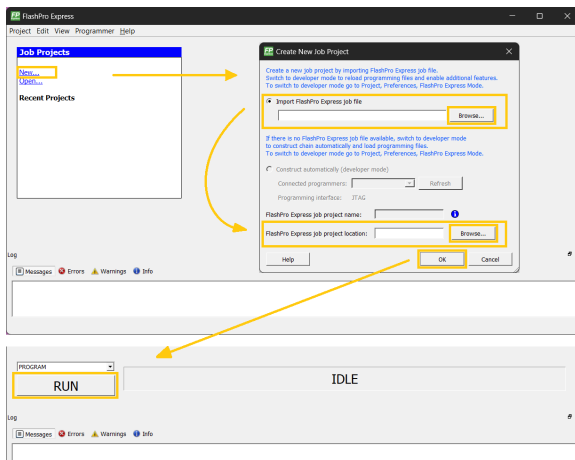 FlashPro Express
Project Edit View Programmer Help
Job Projects
New...
Open...
Recent Projects
Create New Job Project
Create a new job project by importing FlashPro Express job file.
Switch to developer mode to reload programming files and enable additional features.
To switch to developer mode go to Project, Preferences, FlashPro Express Mode.
Import FlashPro Express job file
Browse...
If there is no FlashPro Express job file available, switch to developer mode
to construct chain automatically and load programming files.
To switch to developer mode go to Project, Preferences, FlashPro Express Mode.
Construct automatically (developer mode)
Connected programmers: Refresh
Programming interface: JTAG
FlashPro Express job project name:
FlashPro Express job project location: Browse...
Help OK Cancel
Log
Messages Errors Warnings Info
PROGRAM
RUN
IDLE
Log
Messages Errors Warnings Info